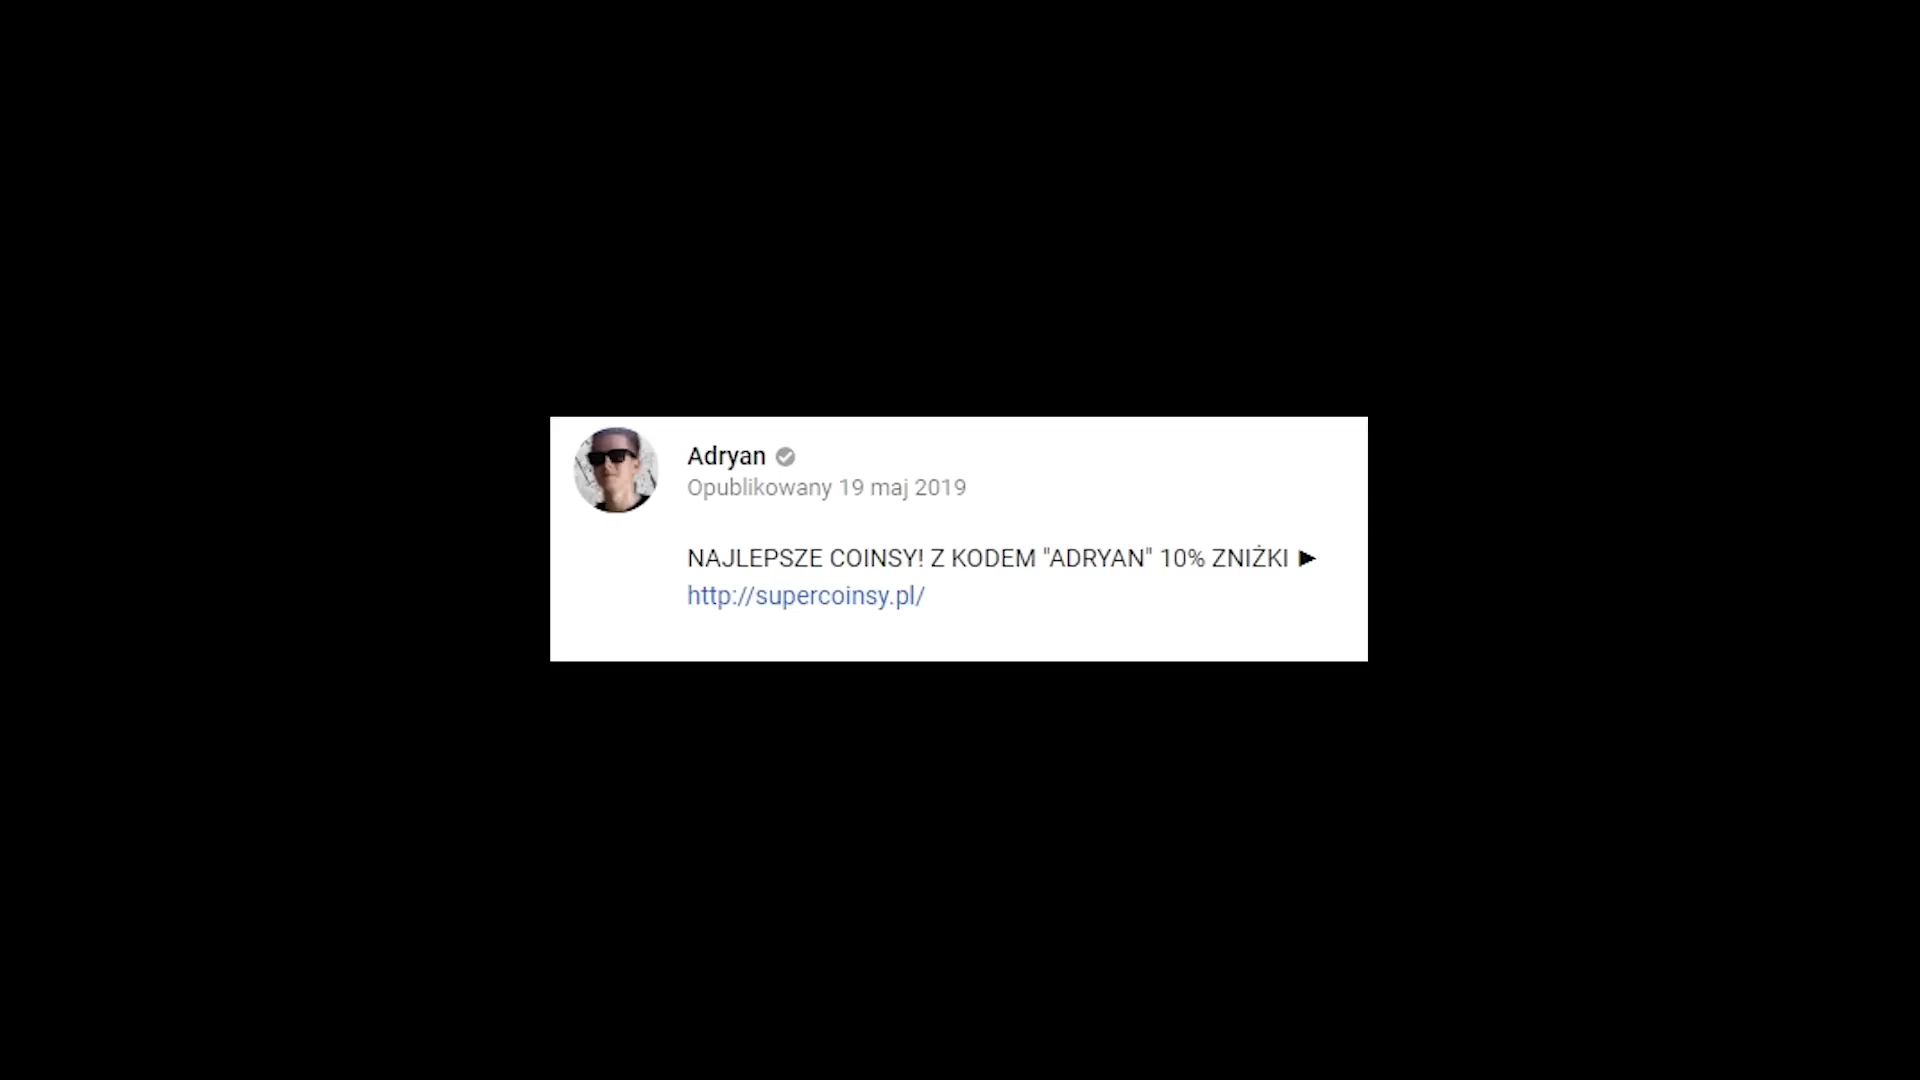 Adryan
Opublikowany 19 maj 2019
NAJLEPSZE COINSY! Z KODEM "ADRYAN" 10% ZNIŻKI ►
http://supercoinsy.pl/